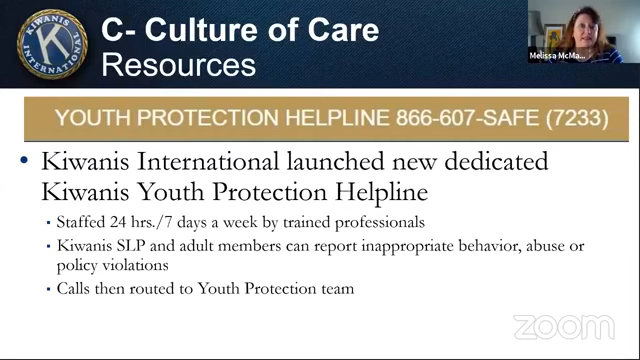 KIWANIS
INTERNATIONAL
K
C- Culture of Care
Resources
Melissa McMa...
YOUTH PROTECTION HELPLINE 866-607-SAFE (7233)
• Kiwanis International launched new dedicated
Kiwanis Youth Protection Helpline
▪ Staffed 24 hrs./7 days a week by trained professionals
▪ Kiwanis SLP and adult members can report inappropriate behavior, abuse or
policy violations
▪ Calls then routed to Youth Protection team
zoom